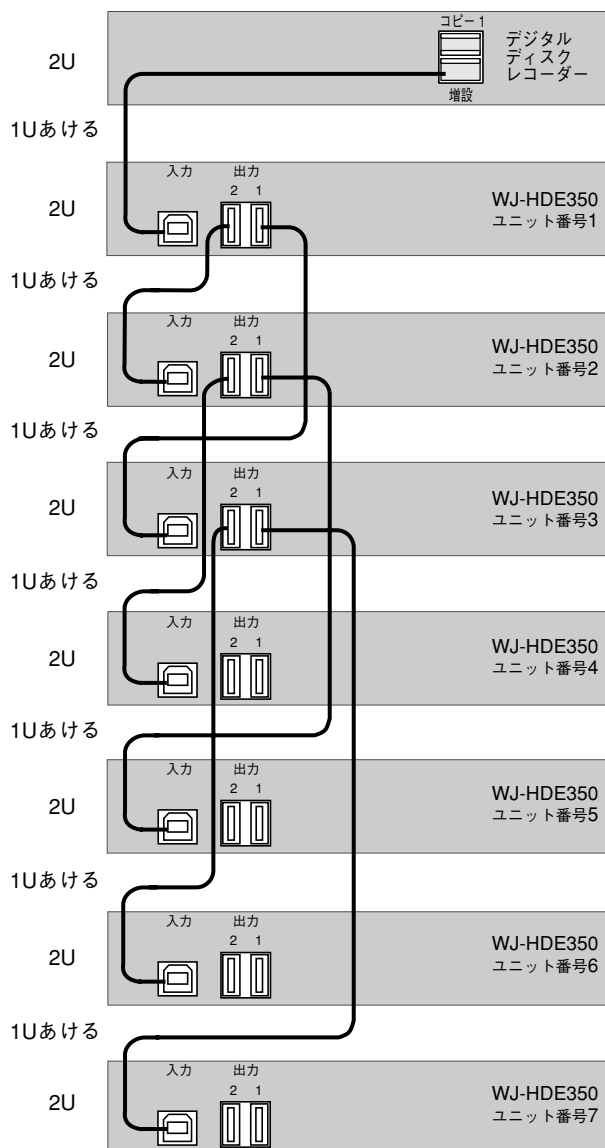 コピー 1
2U
デジタル
ディスク
レコーダー
増設
1Uあける
入力 出力
2 1
2U
WJ-HDE350
ユニット番号1
1Uあける
入力 出力
2 1
2U
WJ-HDE350
ユニット番号2
1Uあける
入力 出力
2 1
2U
WJ-HDE350
ユニット番号3
1Uあける
入力 出力
2 1
2U
WJ-HDE350
ユニット番号4
1Uあける
入力 出力
2 1
2U
WJ-HDE350
ユニット番号5
1Uあける
入力 出力
2 1
2U
WJ-HDE350
ユニット番号6
1Uあける
入力 出力
2 1
2U
WJ-HDE350
ユニット番号7